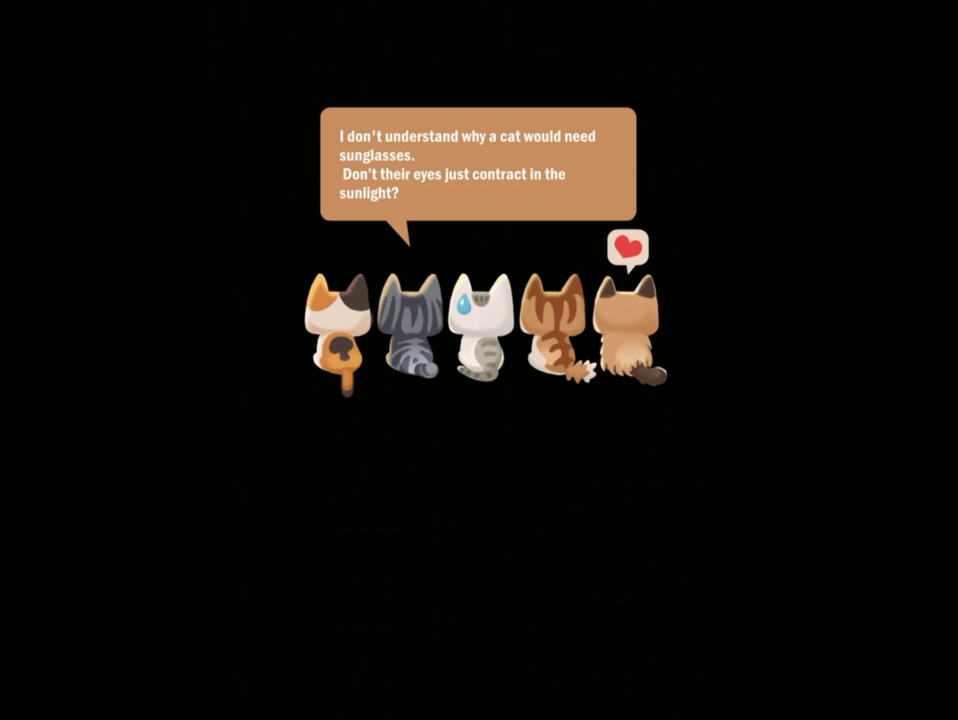 I don't understand why a cat would need
sunglasses.
Don't their eyes just contract in the
sunlight?